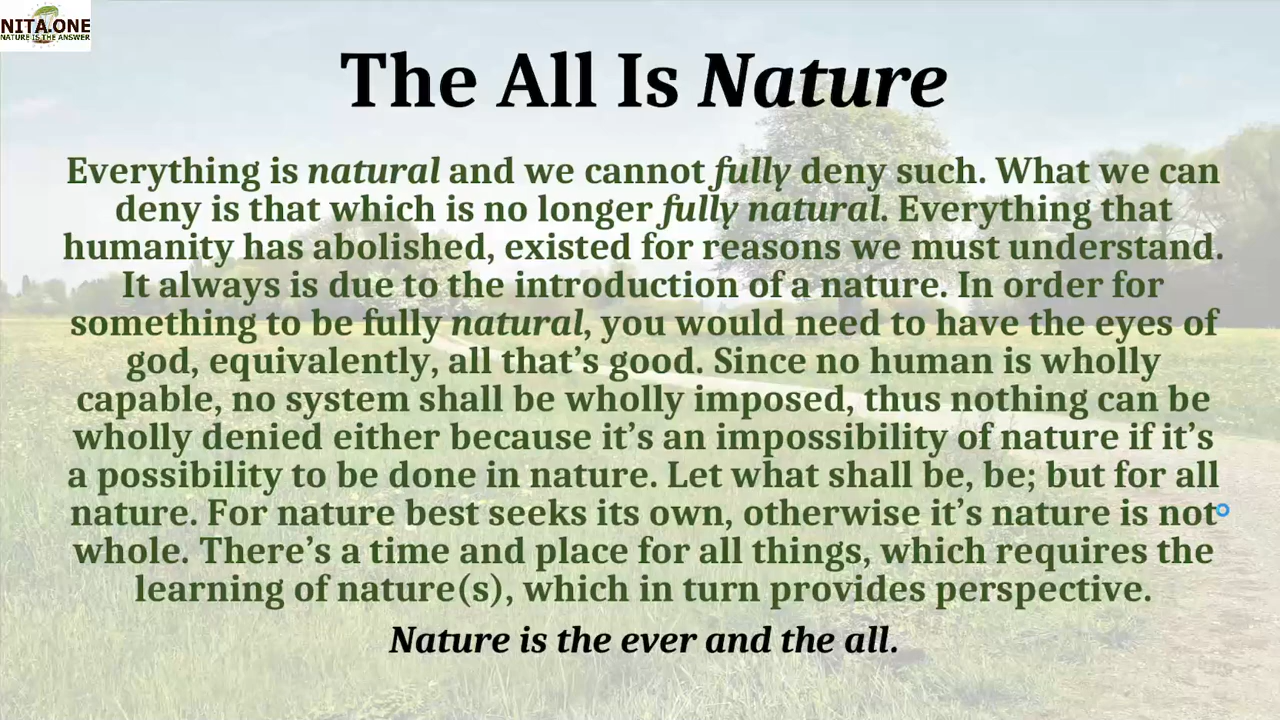 NITA.ONE
NATURE IS THE ANSWER
The All Is Nature
Everything is natural and we cannot fully deny such. What we can
deny is that which is no longer fully natural. Everything that
humanity has abolished, existed for reasons we must understand.
It always is due to the introduction of a nature. In order for
something to be fully natural, you would need to have the eyes of
god, equivalently, all that’s good. Since no human is wholly
capable, no system shall be wholly imposed, thus nothing can be
wholly denied either because it’s an impossibility of nature if it’s
a possibility to be done in nature. Let what shall be, be; but for all
nature. For nature best seeks its own, otherwise it’s nature is not
whole. There’s a time and place for all things, which requires the
learning of nature(s), which in turn provides perspective.
Nature is the ever and the all.